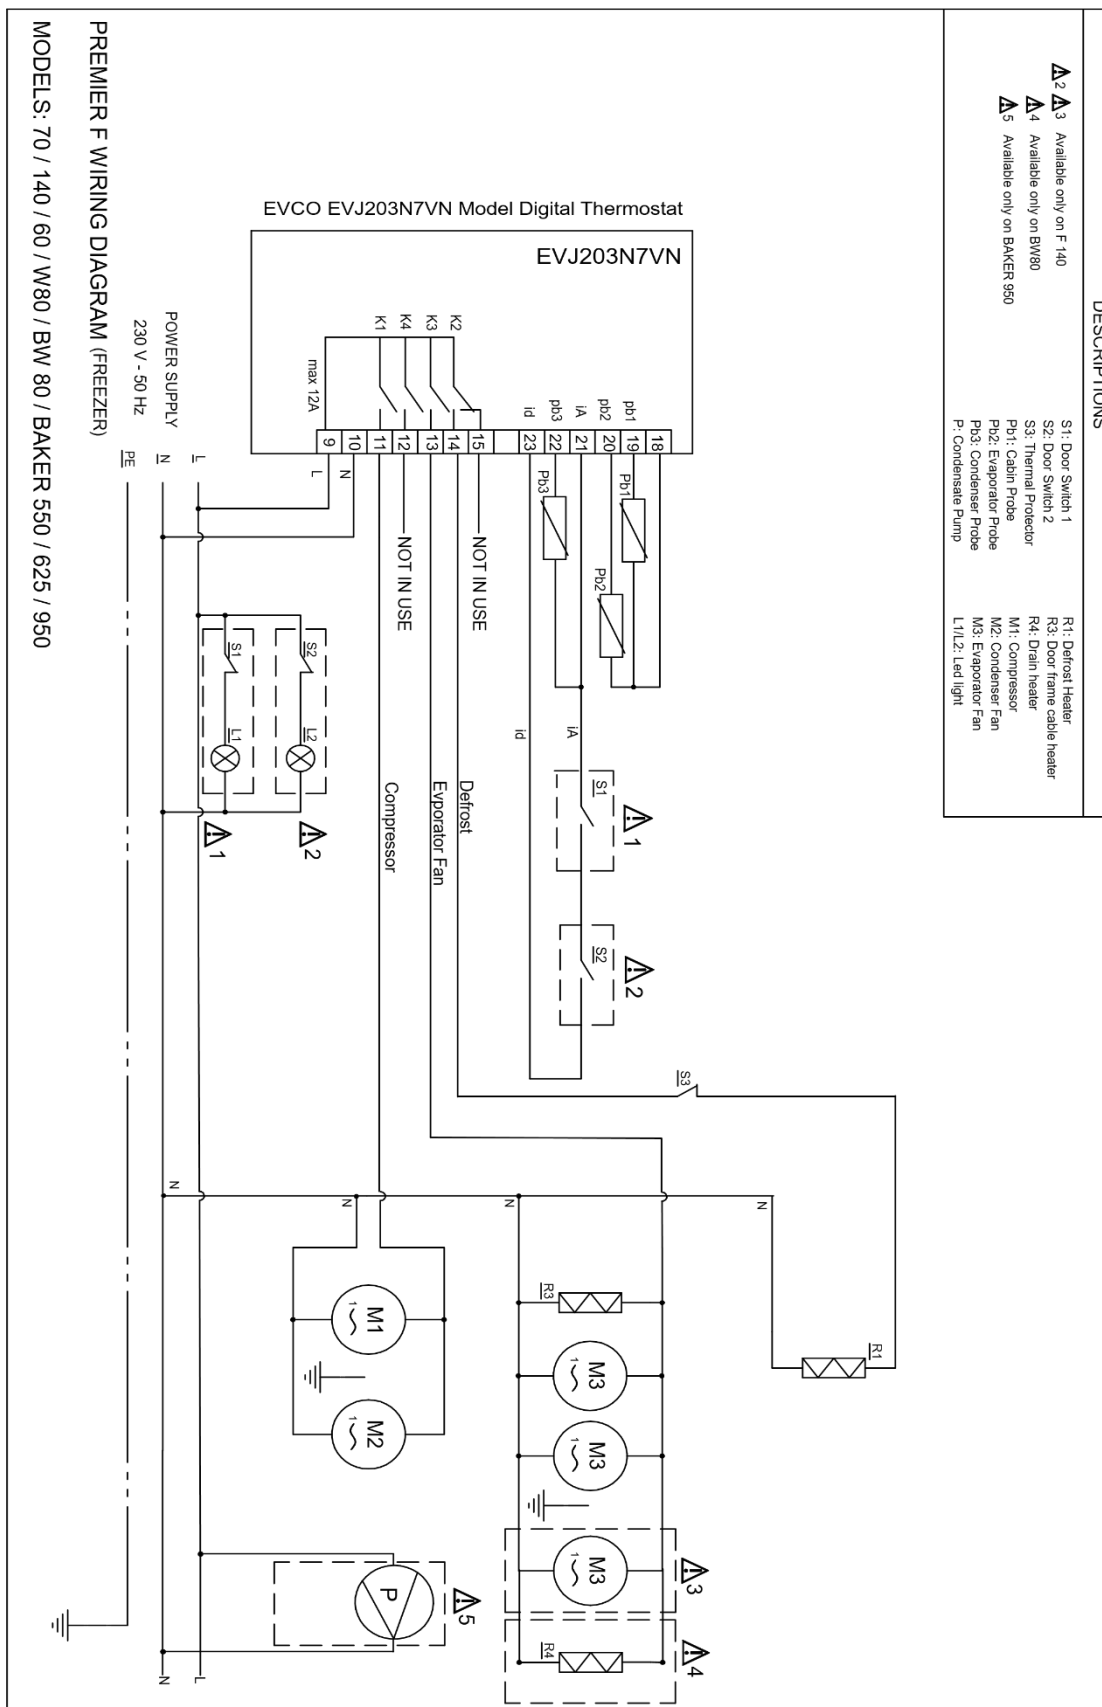 DESCRIPTIONS
⚠2 ⚠3 Available only on F 140
⚠4 Available only on BW80
⚠5 Available only on BAKER 950
S1: Door Switch 1
S2: Door Switch 2
S3: Thermal Protector
Pb1: Cabin Probe
Pb2: Evaporator Probe
Pb3: Condenser Probe
P: Condensate Pump
R1: Defrost Heater
R3: Door frame cable heater
R4: Drain heater
M1: Compressor
M2: Condenser Fan
M3: Evaporator Fan
L1/L2: Led light
EVCO EVJ203N7VN Model Digital Thermostat
EVJ203N7VN
K1
K4
K3
K2
max 12A
id
pb3
iA
pb2
pb1
9
10
11
12
13
14
15
23
22
21
20
19
18
L
N
NOT IN USE
NOT IN USE
Pb3
Pb1
Pb2
id
iA
POWER SUPPLY
230 V - 50 Hz
PE
N
L
S1
L1
⚠1
S2
L2
⚠2
Compressor
Evporator Fan
Defrost
S1
⚠1
S2
⚠2
S3
N
N
N
N
R1
R3
M1
1~
M2
1~
M3
1~
M3
1~
M3
1~
⚠3
R4
⚠4
P
⚠5
N
L
PREMIER F WIRING DIAGRAM (FREEZER)
MODELS: 70 / 140 / 60 / W80 / BW 80 / BAKER 550 / 625 / 950